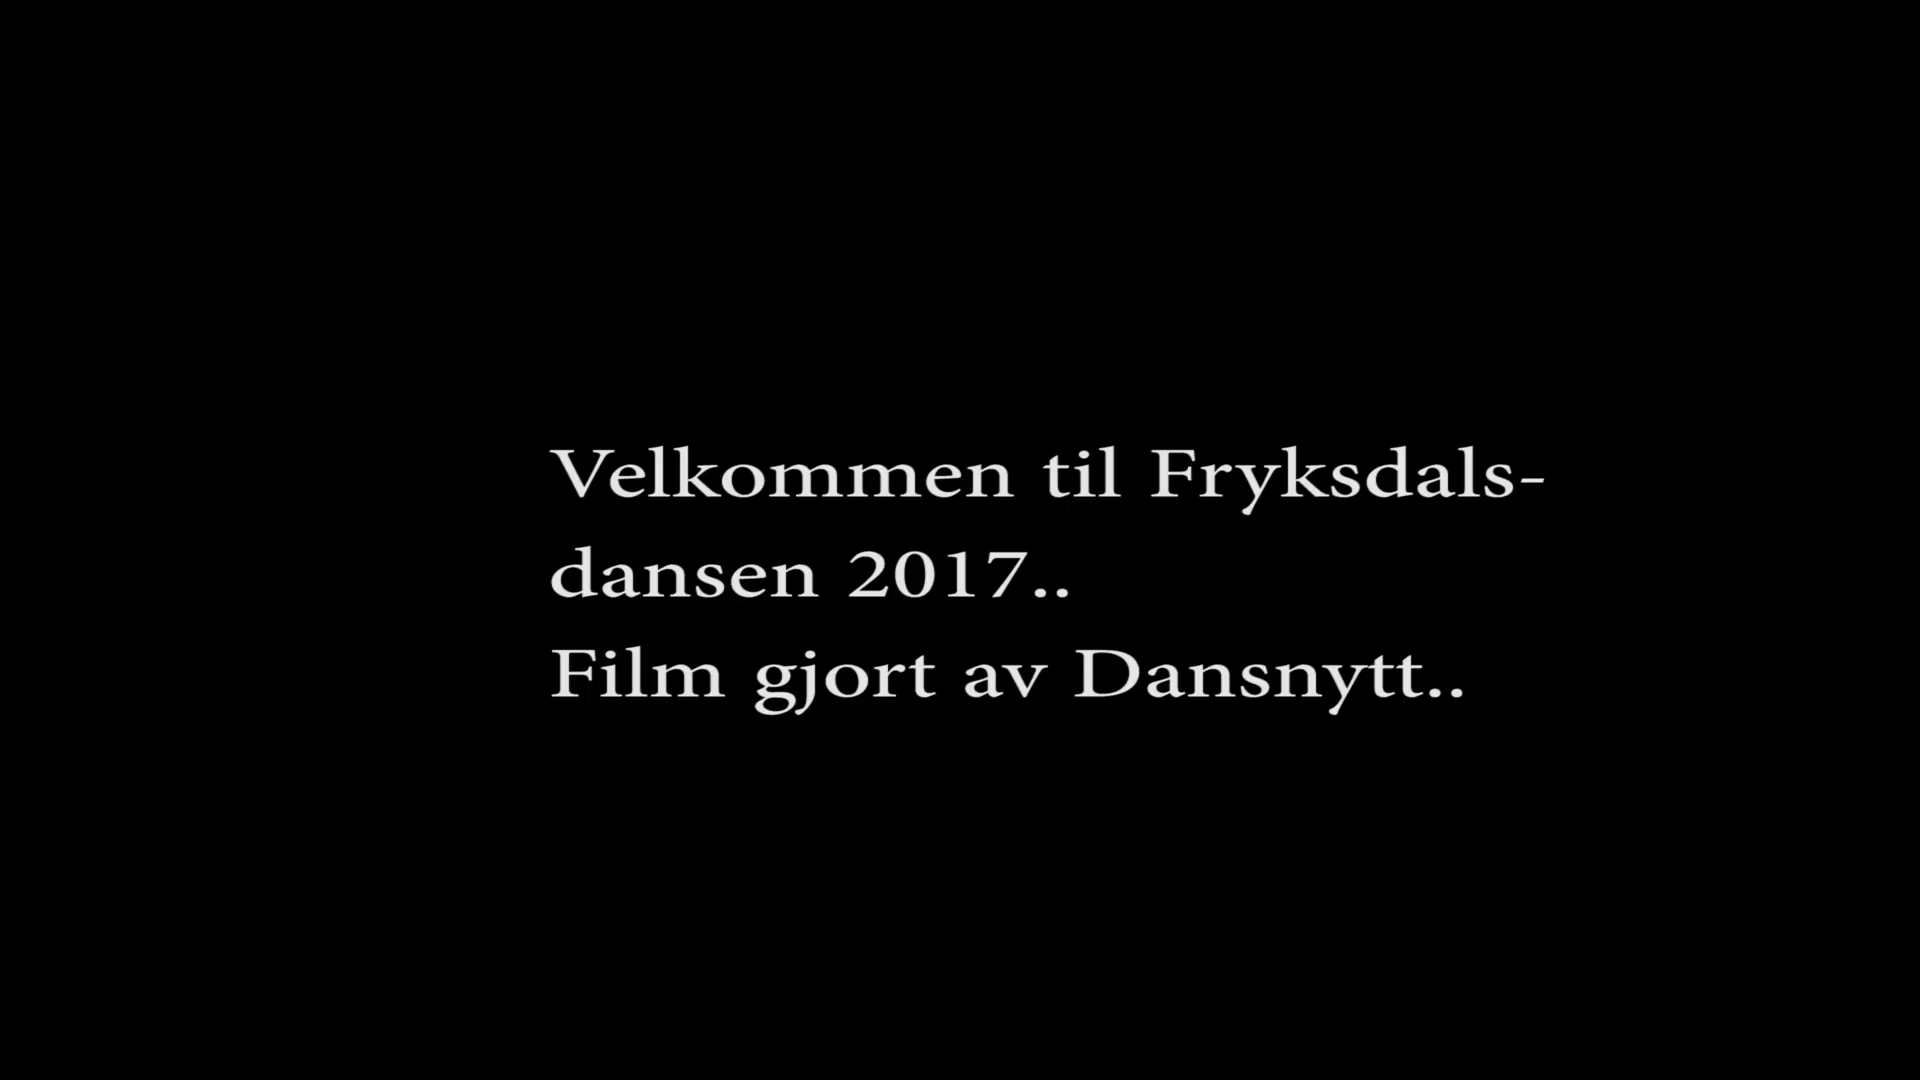 Velkommen til Fryksdals-
dansen 2017..
Film gjort av Dansnytt..